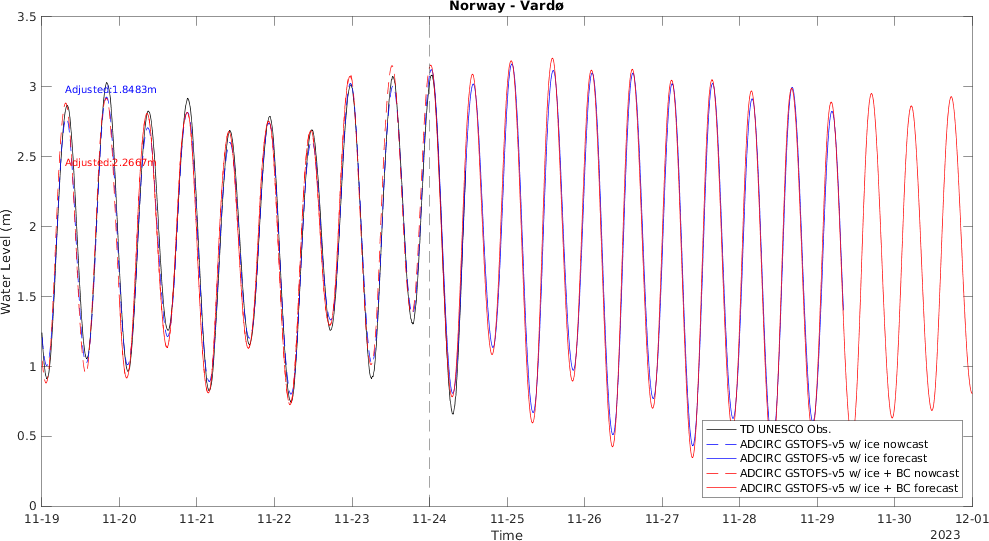 Norway - Vardø
3.5
3
2.5
2
1.5
1
0.5
0
Water Level (m)
Adjusted:1.8483m
Adjusted:2.2667m
TD UNESCO Obs.
ADCIRC GSTOFS-v5 w/ ice nowcast
ADCIRC GSTOFS-v5 w/ ice forecast
ADCIRC GSTOFS-v5 w/ ice + BC nowcast
ADCIRC GSTOFS-v5 w/ ice + BC forecast
11-19 11-20 11-21 11-22 11-23 11-24 11-25 11-26 11-27 11-28 11-29 11-30 12-01
Time
2023